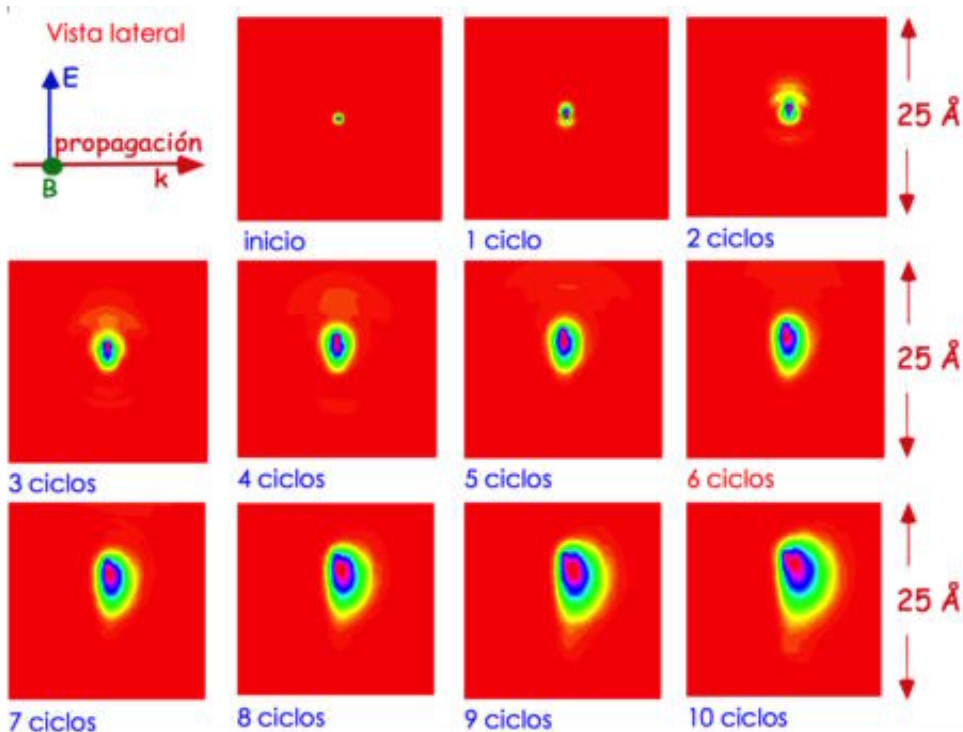 Vista lateral
E
propagación
B
k
25 Å
inicio
1 ciclo
2 ciclos
25 Å
3 ciclos
4 ciclos
5 ciclos
6 ciclos
25 Å
7 ciclos
8 ciclos
9 ciclos
10 ciclos